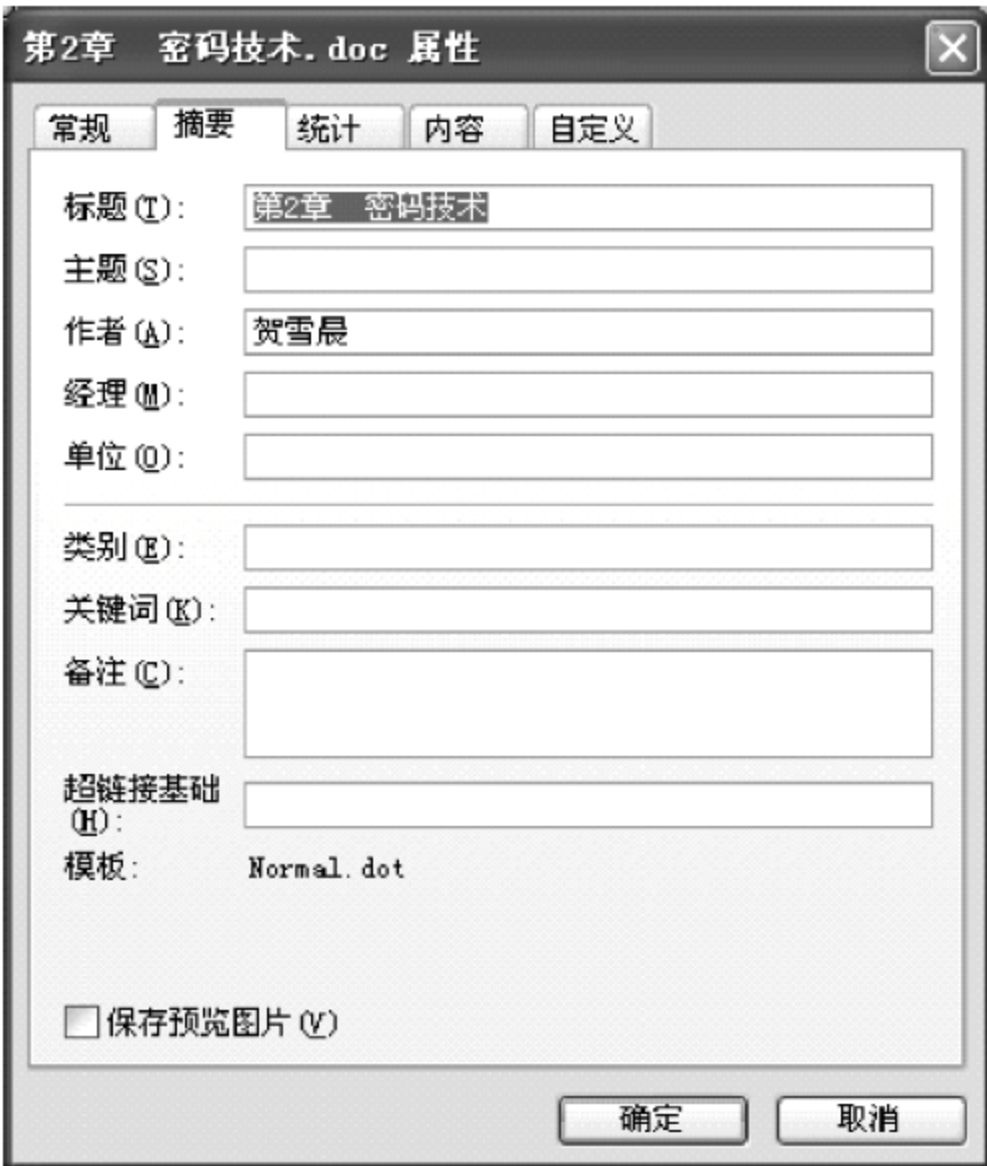 第2章 密码技术.doc 属性
常规 摘要 统计 内容 自定义
标题(T): 第2章 密码技术
主题(S):
作者(A): 贺雪晨
经理(M):
单位(O):
类别(E):
关键词(K):
备注(C):
超链接基础
(H):
模板: Normal.dot
保存预览图片(V)
确定 取消